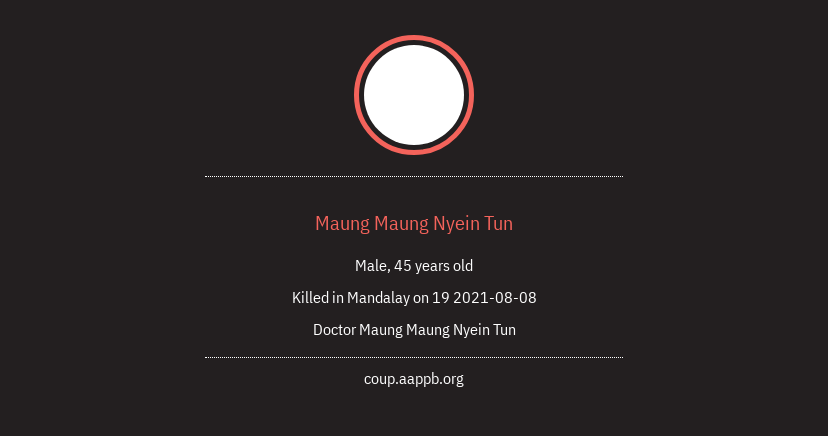 Maung Maung Nyein Tun
Male, 45 years old
Killed in Mandalay on 19 2021-08-08
Doctor Maung Maung Nyein Tun
coup.aappb.org